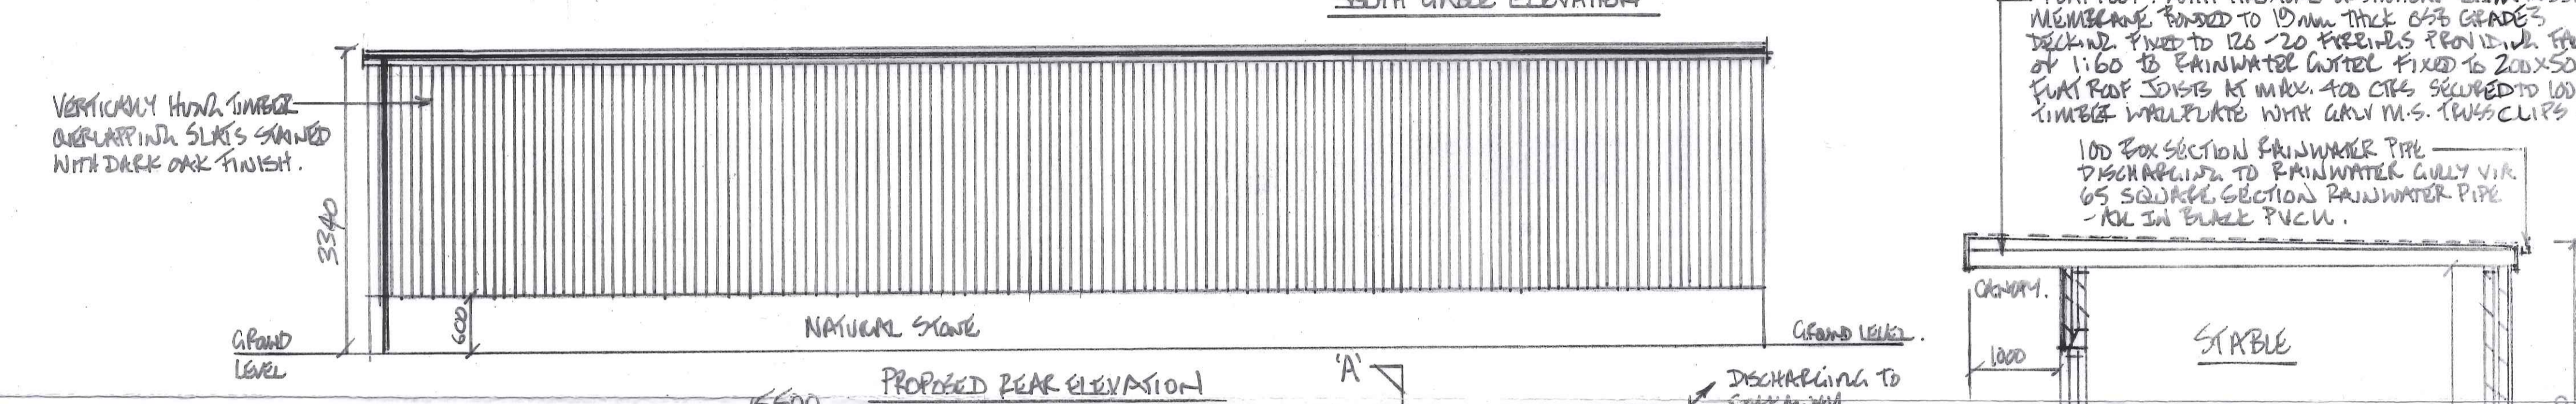 BOTH GABLE ELEVATION
VERTICALLY HUNG TIMBER
OVERLAPPING SLATS STAINED
WITH DARK OAK FINISH.
3340
600
GROUND
LEVEL
NATURAL STONE
GROUND LEVEL.
PROPOSED REAR ELEVATION
'A'
DISCHARGING TO
MEMBRANE BONDED TO 19mm THICK OSB GRADE 3
DECKING FIXED TO 120-20 FIRRINGS PROVIDING
OF 1:60 TO RAINWATER GUTTER FIXED TO 200X50
FLAT ROOF JOISTS AT MAX. 400 CTRS SECURED TO 100
TIMBER WALLPLATE WITH GALV M.S. TRUSS CLIPS
100 BOX SECTION RAINWATER PIPE
DISCHARGING TO RAINWATER GULLY VIA
65 SQUARE SECTION RAINWATER PIPE
-ALL IN BLACK PVCU.
CANOPY.
1000
STABLE